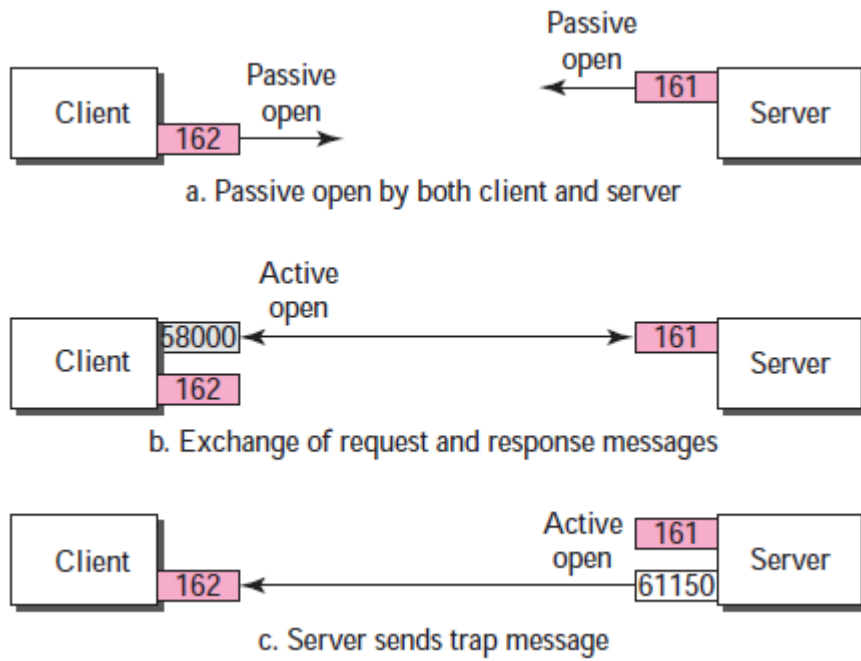 Passive
open
Passive
open
Client
162
161
Server
a. Passive open by both client and server
Active
open
Client
58000
162
161
Server
b. Exchange of request and response messages
Client
162
Active
open
161
61150
Server
c. Server sends trap message